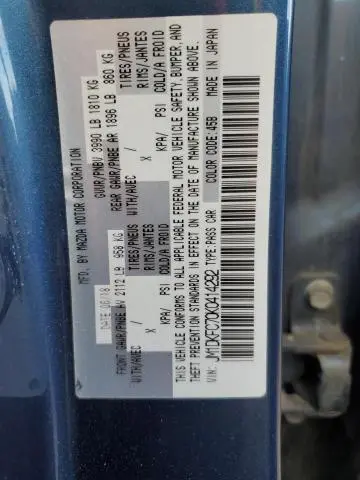 MFD. BY MAZDA MOTOR CORPORATION
DATE: 06/18 GVWR/PNBV 3990 LB 1810 KG
FRONT GAWR/PNBE AV 2112 LB 958 KG REAR GAWR/PNBE AR 1896 LB 860 KG
WITH/AVEC TIRES/PNEUS WITH/AVEC TIRES/PNEUS
X RIMS/JANTES X RIMS/JANTES
KPA/ PSI COLD/A FROID KPA/ PSI COLD/A FROID
THIS VEHICLE CONFORMS TO ALL APPLICABLE FEDERAL MOTOR VEHICLE SAFETY, BUMPER, AND
THEFT PREVENTION STANDARDS IN EFFECT ON THE DATE OF MANUFACTURE SHOWN ABOVE.
VIN: JM1DKFC70K0414292 TYPE:PASS CAR COLOR CODE:45B MADE IN JAPAN